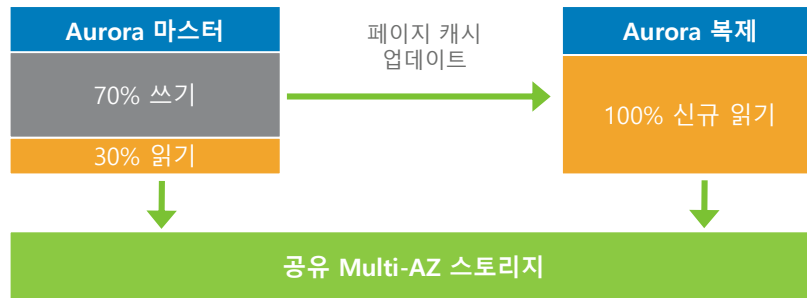 Aurora 마스터
70% 쓰기
30% 읽기
페이지 캐시
업데이트
Aurora 복제
100% 신규 읽기
공유 Multi-AZ 스토리지